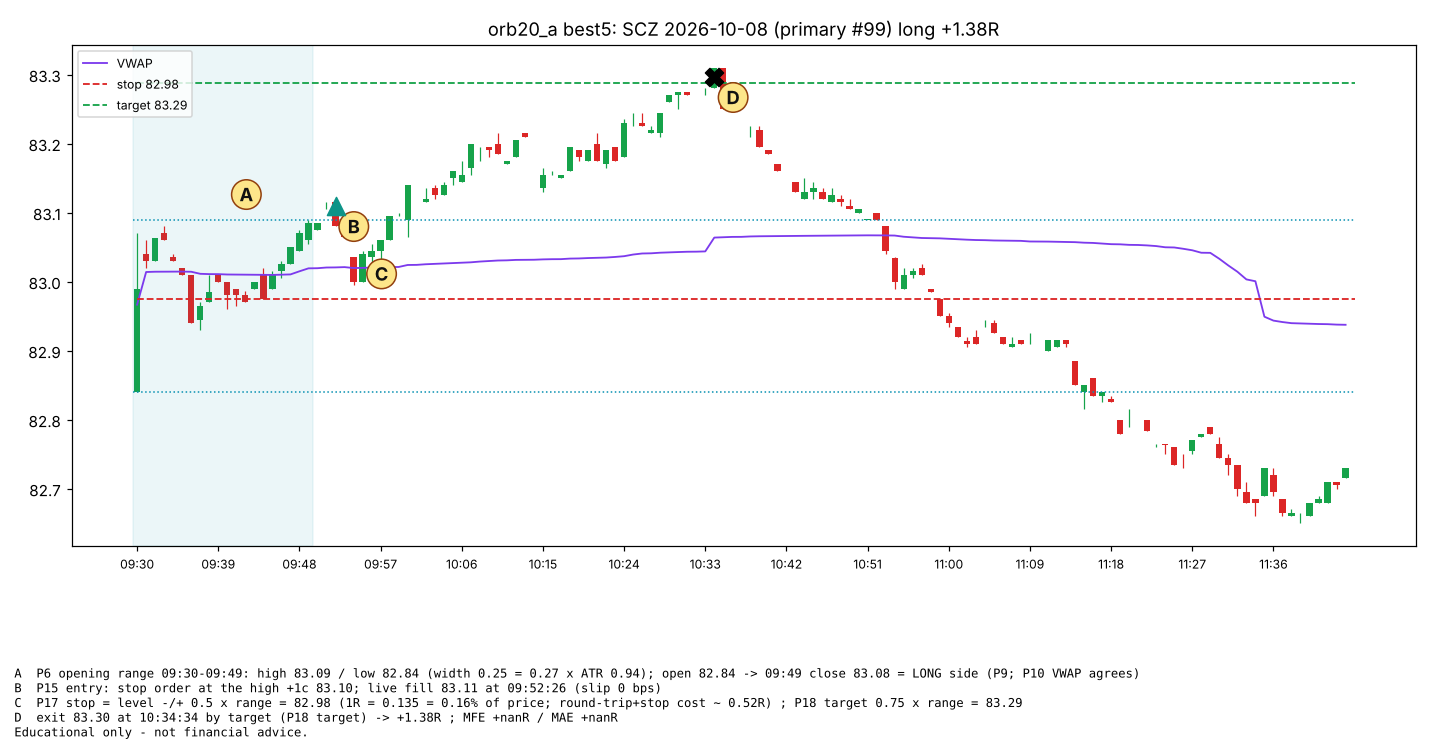 orb20_a best5: SCZ 2026-10-08 (primary #99) long +1.38R
VWAP
stop 82.98
target 83.29
83.3
83.2
83.1
83.0
82.9
82.8
82.7
A
B
C
D
09:30
09:39
09:48
09:57
10:06
10:15
10:24
10:33
10:42
10:51
11:00
11:09
11:18
11:27
11:36
A P6 opening range 09:30-09:49: high 83.09 / low 82.84 (width 0.25 = 0.27 x ATR 0.94); open 82.84 -> 09:49 close 83.08 = LONG side (P9; P10 VWAP agrees)
B P15 entry: stop order at the high +1c 83.10; live fill 83.11 at 09:52:26 (slip 0 bps)
C P17 stop = level -/+ 0.5 x range = 82.98 (1R = 0.135 = 0.16% of price; round-trip+stop cost ~ 0.52R) ; P18 target 0.75 x range = 83.29
D exit 83.30 at 10:34:34 by target (P18 target) -> +1.38R ; MFE +nanR / MAE +nanR
Educational only - not financial advice.